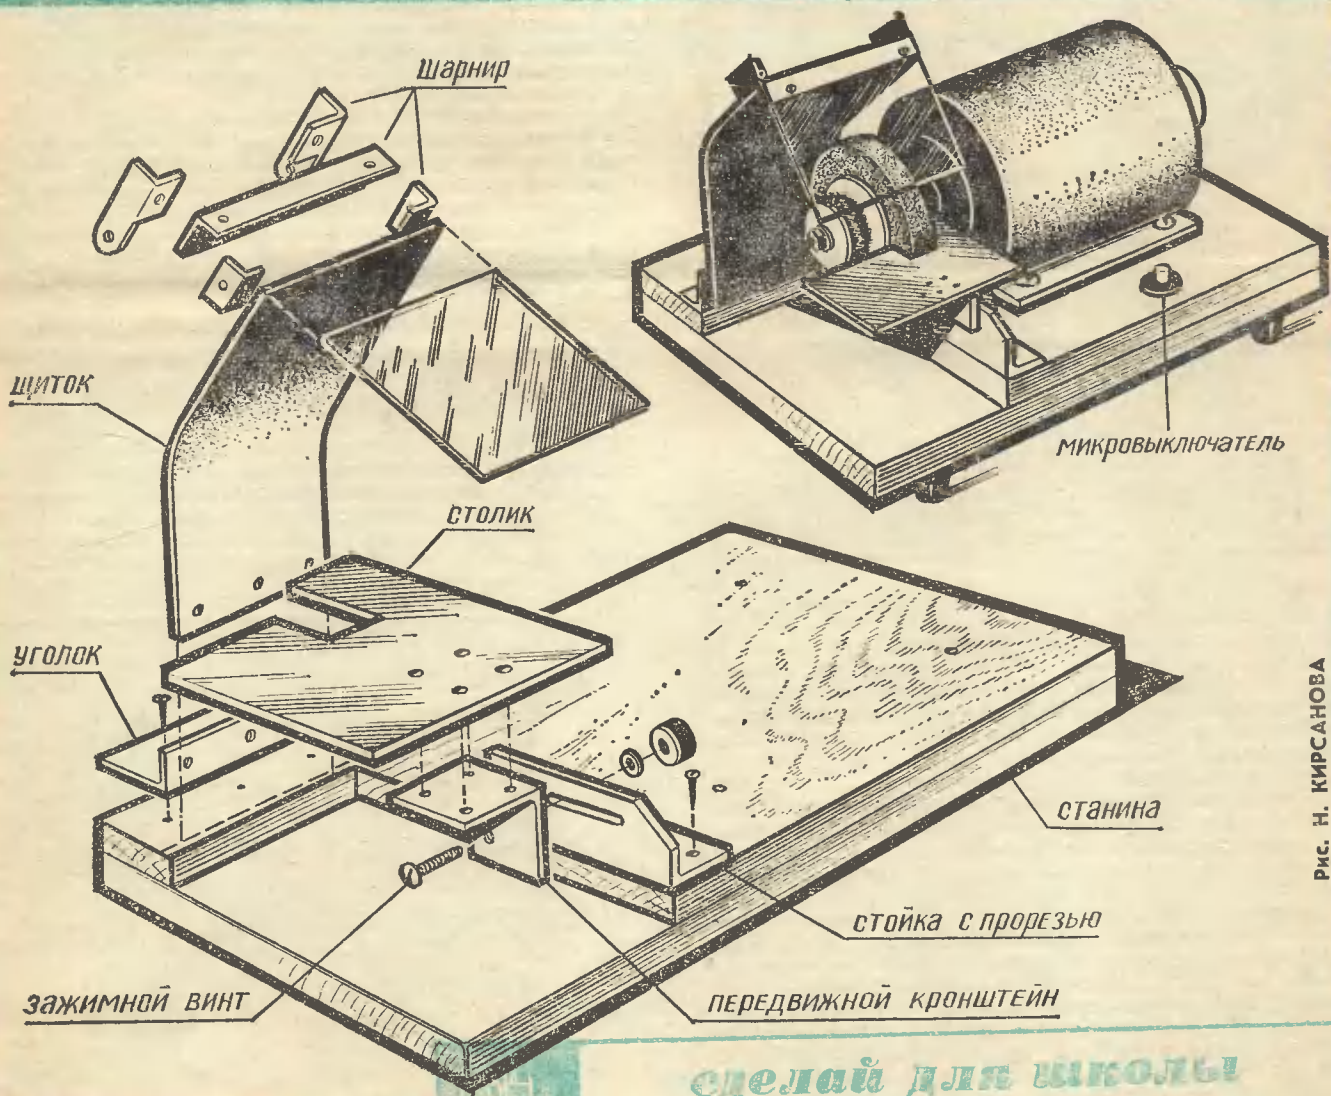 шарнир
щиток
микровыключатель
столик
уголок
станина
стойка с прорезью
зажимной винт
передвижной кронштейн
Рис. Н. КИРСАНОВА
сделай для школы